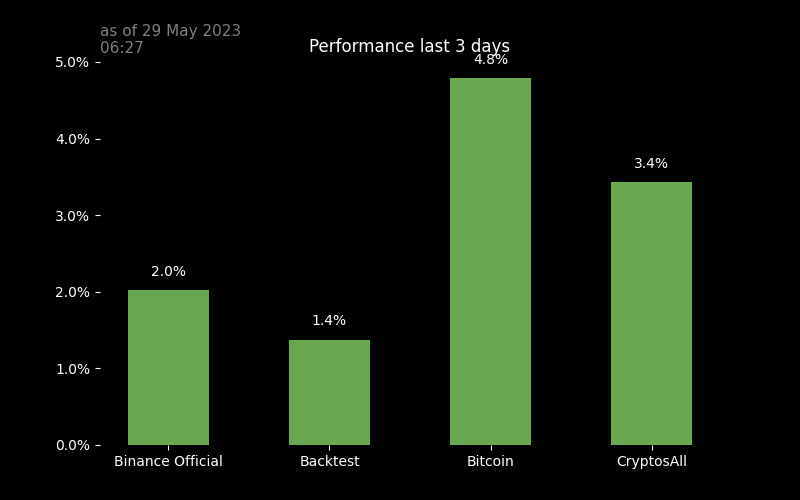 as of 29 May 2023
06:27
Performance last 3 days
5.0%
4.0%
3.0%
2.0%
1.0%
0.0%
2.0%
1.4%
4.8%
3.4%
Binance Official
Backtest
Bitcoin
CryptosAll